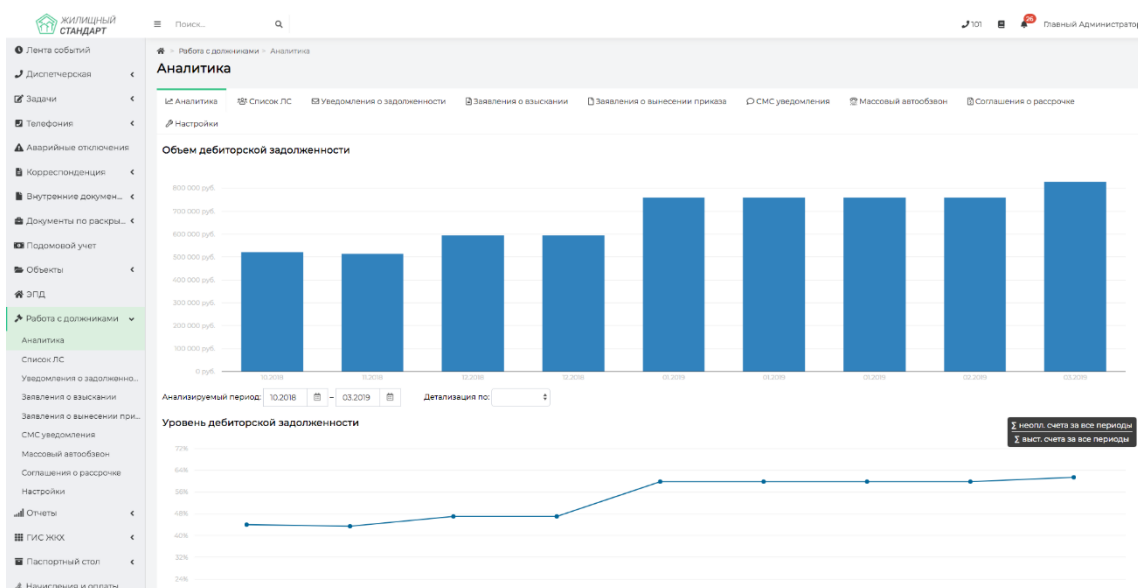 ЖИЛИЩНЫЙ
СТАНДАРТ
Поиск...
101
26
Главный Администратор
Лента событий
Диспетчерская
Задачи
Телефония
Аварийные отключения
Корреспонденция
Внутренние докумен...
Документы по раскры...
Подомовой учет
Объекты
ЭПД
Работа с должниками
Аналитика
Список ЛС
Уведомления о задолженно...
Заявления о взыскании
Заявления о вынесении при...
СМС уведомления
Массовый автообзвон
Соглашения о рассрочке
Настройки
Отчеты
ГИС ЖКХ
Паспортный стол
Начисления и оплаты
Работа с должниками > Аналитика
Аналитика
Аналитика Список ЛС Уведомления о задолженности Заявления о взыскании Заявления о вынесении приказа СМС уведомления Массовый автообзвон Соглашения о рассрочке
Настройки
Объем дебиторской задолженности
800 000 руб.
700 000 руб.
600 000 руб.
500 000 руб.
400 000 руб.
300 000 руб.
200 000 руб.
100 000 руб.
0 руб.
10.2018 11.2018 12.2018 12.2018 01.2019 01.2019 03.2019 02.2019 03.2019
Анализируемый период: 10.2018 – 03.2019 Детализация по:
Уровень дебиторской задолженности
∑ неопл. счета за все периоды
∑ выст. счета за все периоды
72%
64%
56%
48%
40%
32%
24%